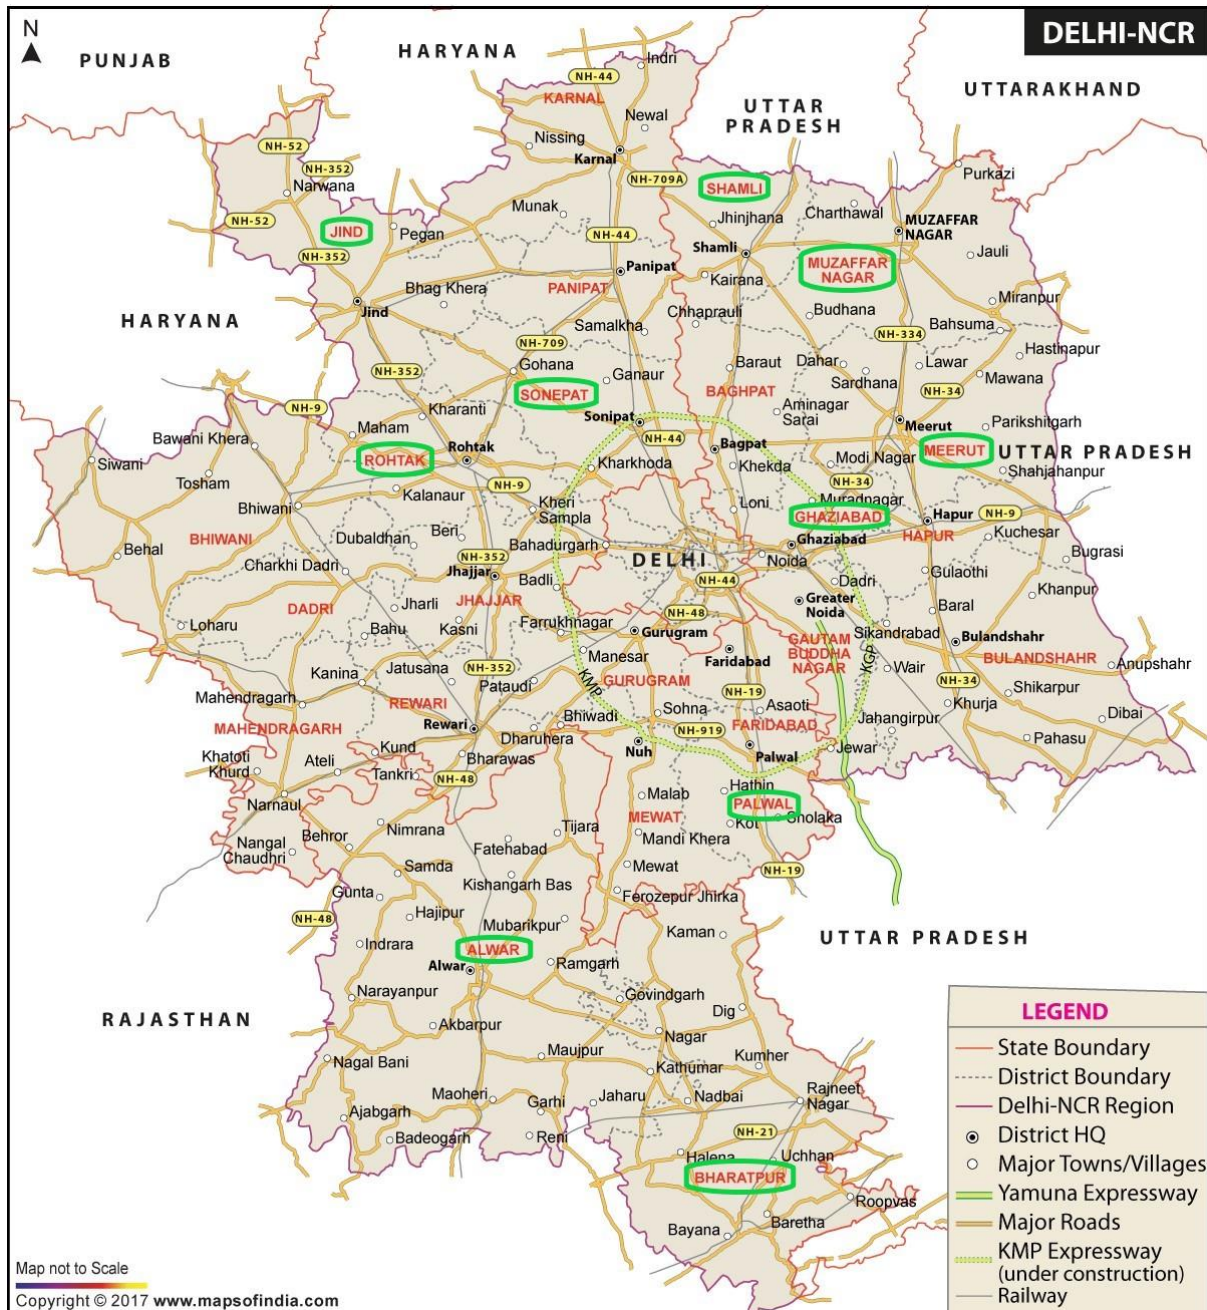 N
DELHI-NCR
PUNJAB
HARYANA
UTTARAKHAND
UTTAR
PRADESH
NH-44
Indri
KARNAL
Newal
Nissing
Karnal
NH-52
NH-352
Narwana
NH-709A
SHAMLI
Purkazi
Munak
Jhinjhana
Charthawal
MUZAFFAR
NAGAR
NH-52
JIND
Pegan
NH-44
Shamli
Jauli
NH-352
Panipat
MUZAFFAR
NAGAR
Kairana
PANIPAT
Bhag Khera
Jind
Miranpur
HARYANA
Samalkha
Chhaprauli
Budhana
Bahsuma
NH-709
NH-334
Hastinapur
NH-352
Gohana
Ganaur
Baraut
Dahar
Lawar
Mawana
Sardhana
SONEPAT
BAGHPAT
NH-34
NH-9
Kharanti
Sonipat
Aminagar
Sarai
Meerut
Parikshitgarh
Maham
Bawani Khera
NH-44
Bagpat
MEERUT
UTTAR PRADESH
Siwani
ROHTAK
Rohtak
Kharkhoda
Khekda
Modi Nagar
Shahjahanpur
Tosham
Kalanaur
NH-9
NH-34
Bhiwani
Kheri
Sampla
Loni
Muradnagar
GHAZIABAD
Hapur
NH-9
BHIWANI
Dubaldhan
Beri
Kuchesar
HAPUR
Behal
NH-352
Bahadurgarh
DELHI
Ghaziabad
Noida
Bugrasi
Charkhi Dadri
Jhajjar
Badli
NH-44
Dadri
Gulaothi
Khanpur
DADRI
Jharli
JHAJJAR
NH-48
Greater
Noida
Baral
Loharu
Bahu
Kasni
Farrukhnagar
Gurugram
Sikandrabad
Bulandshahr
Manesar
Faridabad
GAUTAM
BUDDHA
NAGAR
KGP
BULANDSHAHR
Anupshahr
Kanina
Jatusana
NH-352
Pataudi
KMP
GURUGRAM
Wair
NH-34
Mahendragarh
REWARI
NH-19
Shikarpur
Khurja
MAHENDRAGARH
Rewari
Bhiwadi
Sohna
Asaoti
FARIDABAD
Jahangirpur
Dibai
Dharuhera
NH-919
Pahasu
Khatoti
Khurd
Kund
Nuh
Palwal
Jewar
Ateli
Bharawas
Tankri
NH-48
Narnaul
Malab
Hathin
PALWAL
Nimrana
MEWAT
Kot
Sholaka
Behror
Tijara
Mandi Khera
Nangal
Chaudhri
Fatehabad
Samda
Mewat
NH-19
Kishangarh Bas
Gunta
Ferozepur Jhirka
NH-48
Hajipur
Mubarikpur
Kaman
UTTAR PRADESH
Indrara
ALWAR
Alwar
Ramgarh
Narayanpur
Govindgarh
RAJASTHAN
Dig
Akbarpur
Nagar
Nagal Bani
Maujpur
Kumher
Kathumar
Maoheri
Jaharu
Nadbai
Rajneet
Nagar
Ajabgarh
Garhi
Badeogarh
Reni
NH-21
Halena
Uchhan
BHARATPUR
Roopvas
Baretha
Bayana
LEGEND
State Boundary
District Boundary
Delhi-NCR Region
District HQ
Major Towns/Villages
Yamuna Expressway
Major Roads
KMP Expressway
(under construction)
Railway
Map not to Scale
Copyright © 2017 www.mapsofindia.com